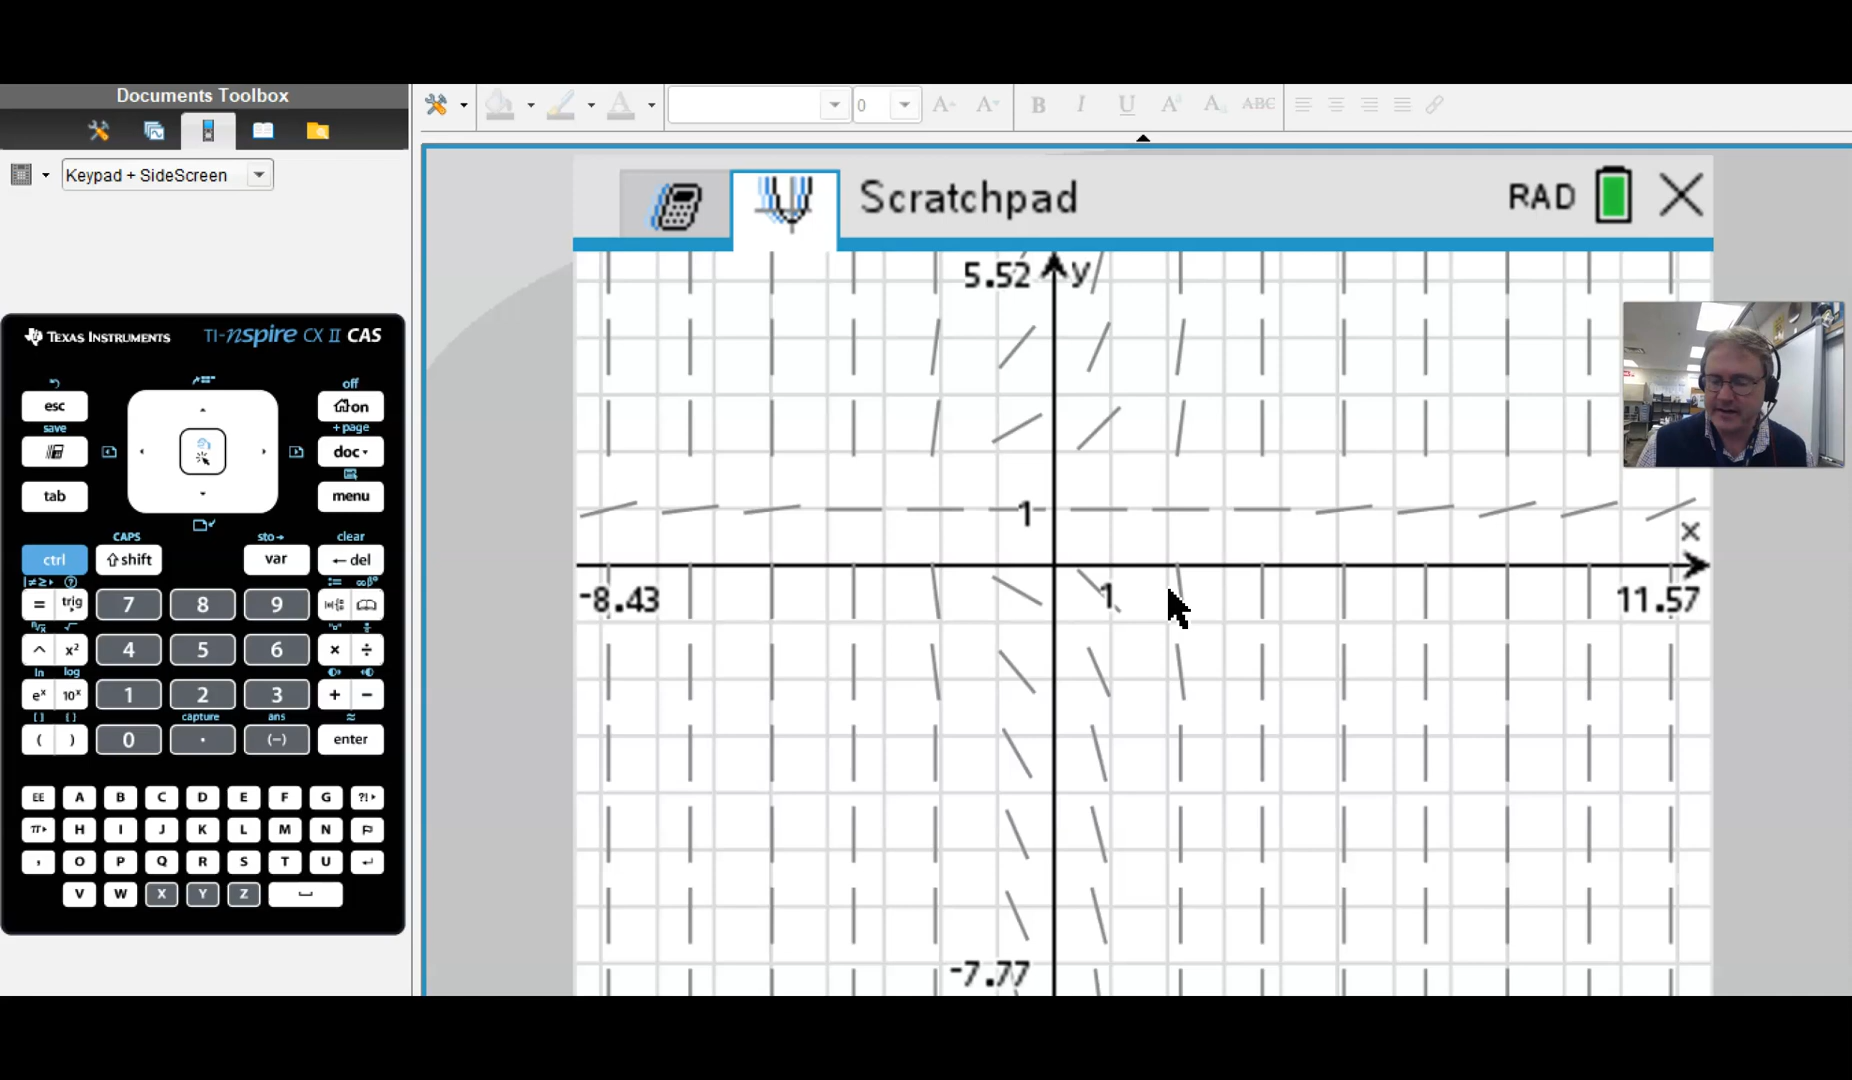 Documents Toolbox
Keypad + SideScreen
0
B I U A A ABC
Scratchpad
RAD
5.52
y
1
x
-8.43
1
11.57
-7.77
TEXAS INSTRUMENTS
TI-nspire CX II CAS
esc
off
on
save
+ page
doc
tab
menu
CAPS
sto→
clear
ctrl
shift
var
← del
= trig 7 8 9
^ x² 4 5 6 × ÷
ln log
eˣ 10ˣ 1 2 3 + −
[ ] [ ]
capture
ans
≈
( ) 0 . (−) enter
EE A B C D E F G ?!▸
π▸ H I J K L M N
, O P Q R S T U ↵
V W X Y Z